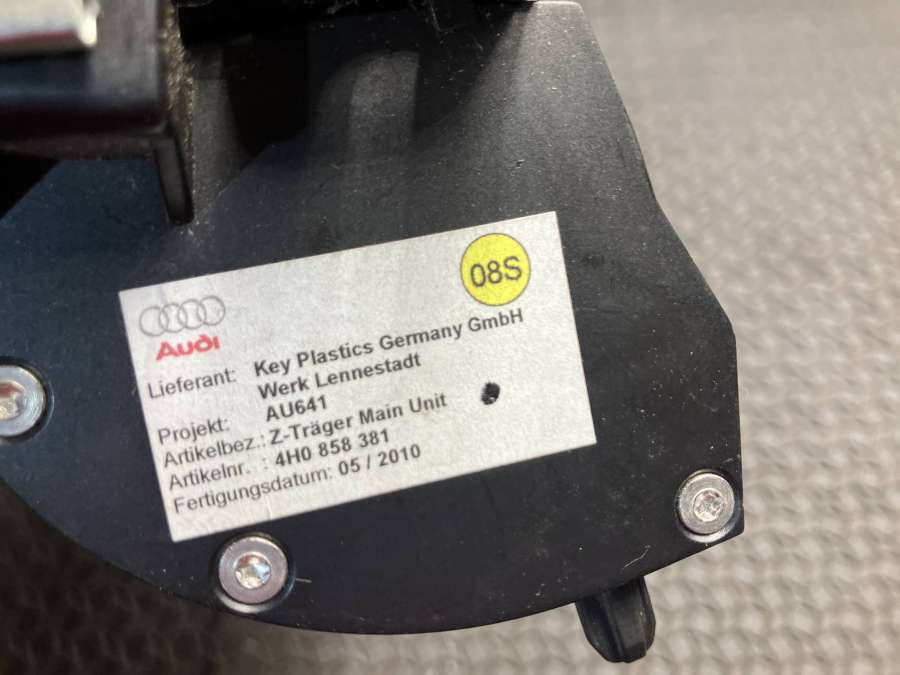 08S
Audi
Lieferant: Key Plastics Germany GmbH
Werk Lennestadt
Projekt: AU641
Artikelbez.: Z-Träger Main Unit
Artikelnr. : 4H0 858 381
Fertigungsdatum: 05 / 2010